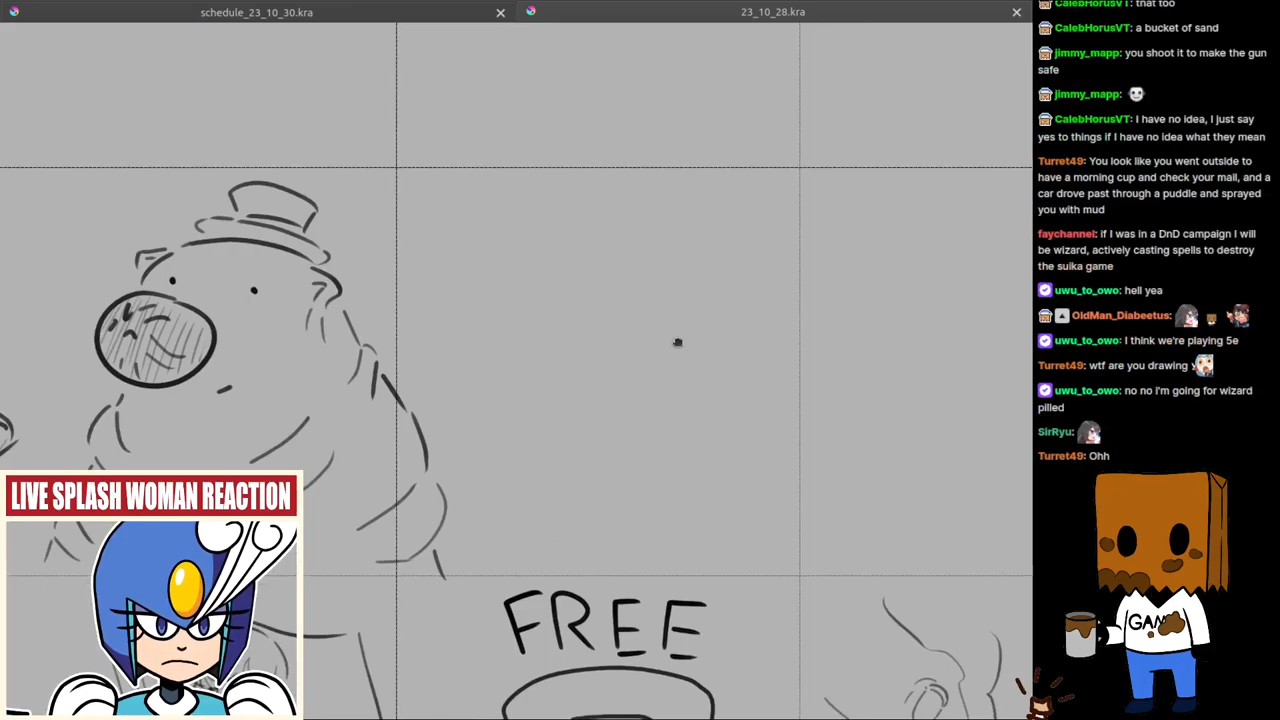 schedule_23_10_30.kra
23_10_28.kra
CalebHorusVT: that too
CalebHorusVT: a bucket of sand
jimmy_mapp: you shoot it to make the gun
safe
jimmy_mapp:
CalebHorusVT: I have no idea, I just say
yes to things if I have no idea what they mean
Turret49: You look like you went outside to
have a morning cup and check your mail, and a
car drove past through a puddle and sprayed
you with mud
faychannel: if I was in a DnD campaign I will
be wizard, actively casting spells to destroy
the suika game
uwu_to_owo: hell yea
OldMan_Diabeetus:
uwu_to_owo: I think we're playing 5e
Turret49: wtf are you drawing
uwu_to_owo: no no i'm going for wizard
pilled
SirRyu:
Turret49: Ohh
FREE
LIVE SPLASH WOMAN REACTION